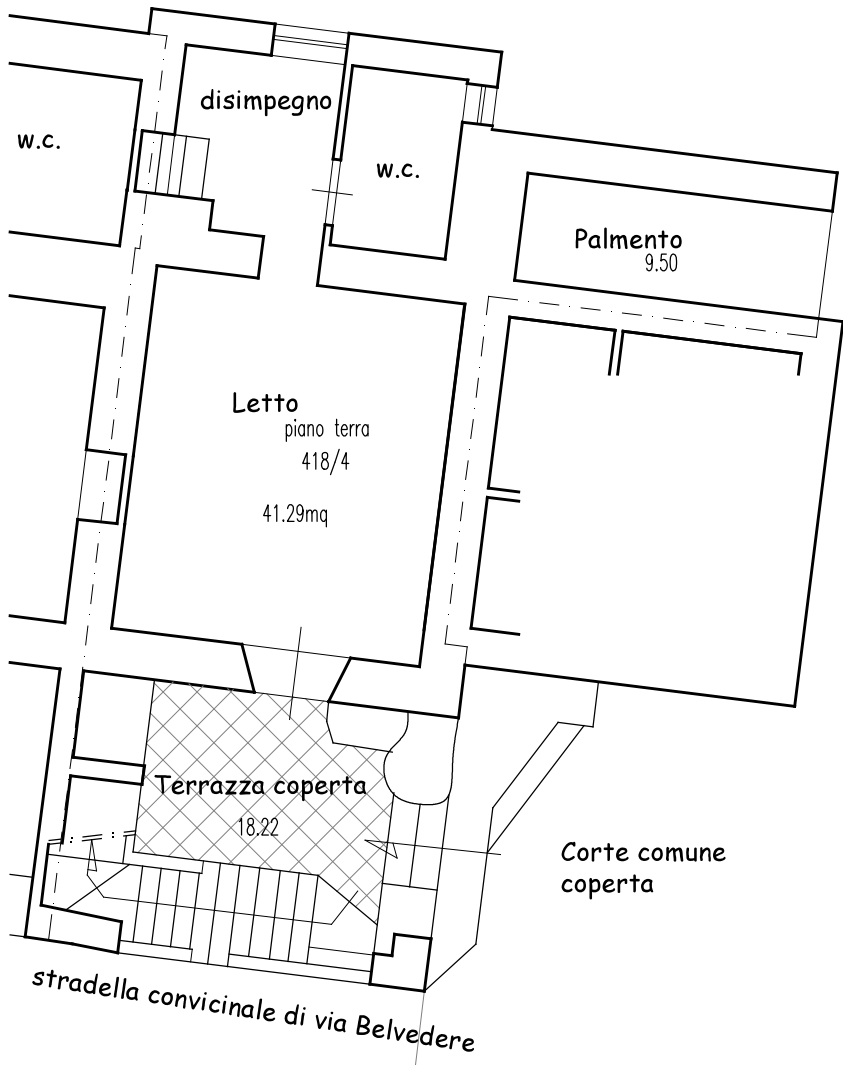 disimpegno
w.c.
w.c.
Palmento
9.50
Letto
piano terra
418/4
41.29mq
Terrazza coperta
18.22
Corte comune
coperta
stradella convicinale di via Belvedere